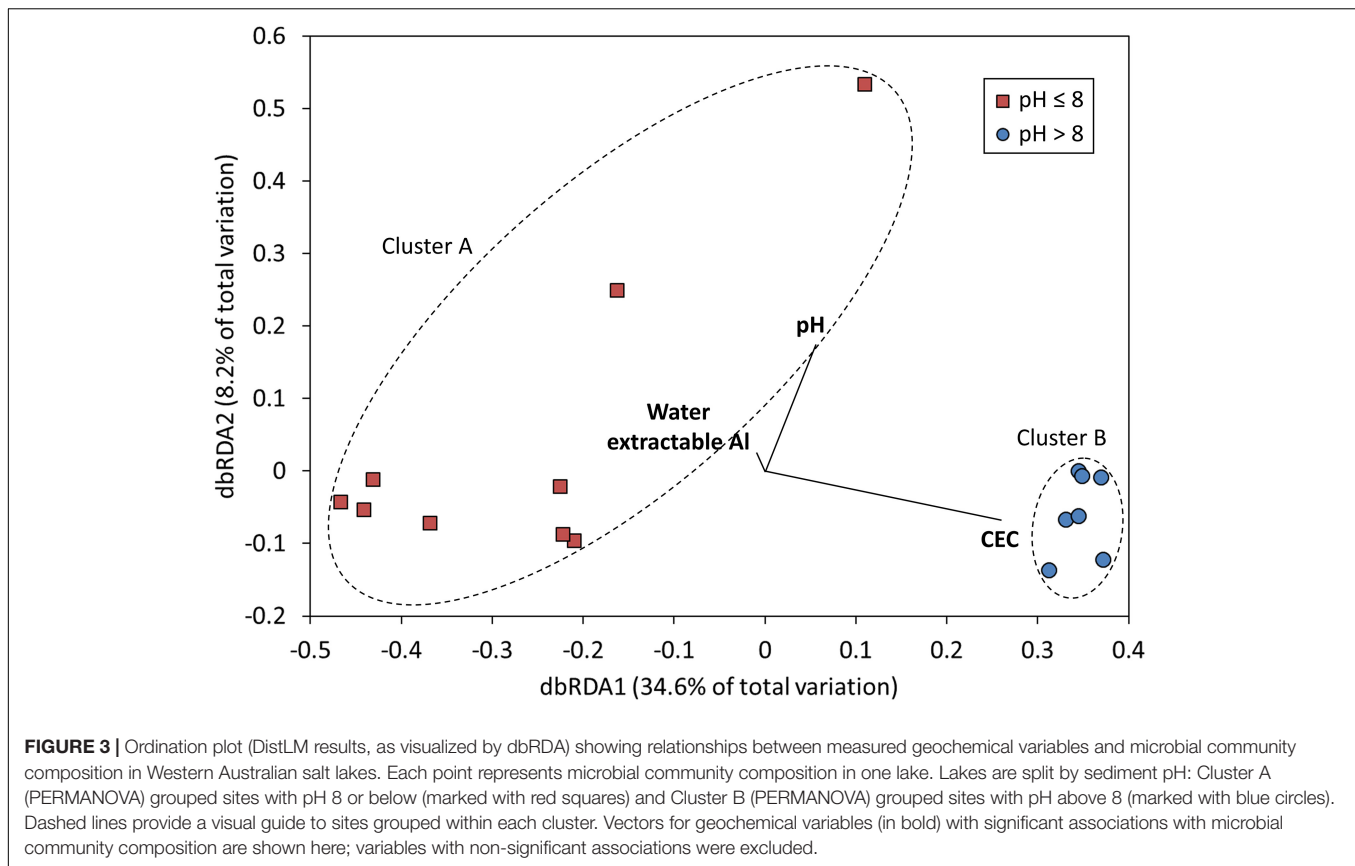 0.6
0.5
0.4
0.3
0.2
0.1
0
-0.1
-0.2
dbRDA2 (8.2% of total variation)
pH ≤ 8
pH > 8
Cluster A
pH
Water
extractable Al
Cluster B
CEC
-0.5 -0.4 -0.3 -0.2 -0.1 0 0.1 0.2 0.3 0.4
dbRDA1 (34.6% of total variation)
FIGURE 3 | Ordination plot (DistLM results, as visualized by dbRDA) showing relationships between measured geochemical variables and microbial community
composition in Western Australian salt lakes. Each point represents microbial community composition in one lake. Lakes are split by sediment pH: Cluster A
(PERMANOVA) grouped sites with pH 8 or below (marked with red squares) and Cluster B (PERMANOVA) grouped sites with pH above 8 (marked with blue circles).
Dashed lines provide a visual guide to sites grouped within each cluster. Vectors for geochemical variables (in bold) with significant associations with microbial
community composition are shown here; variables with non-significant associations were excluded.